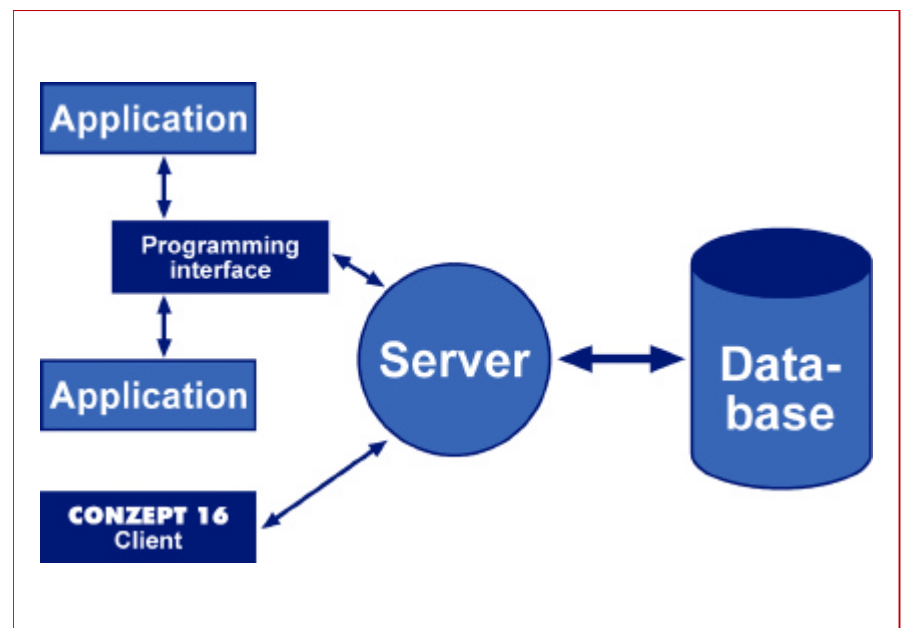 Application
Programming
interface
Application
CONZEPT 16
Client
Server
Data-
base